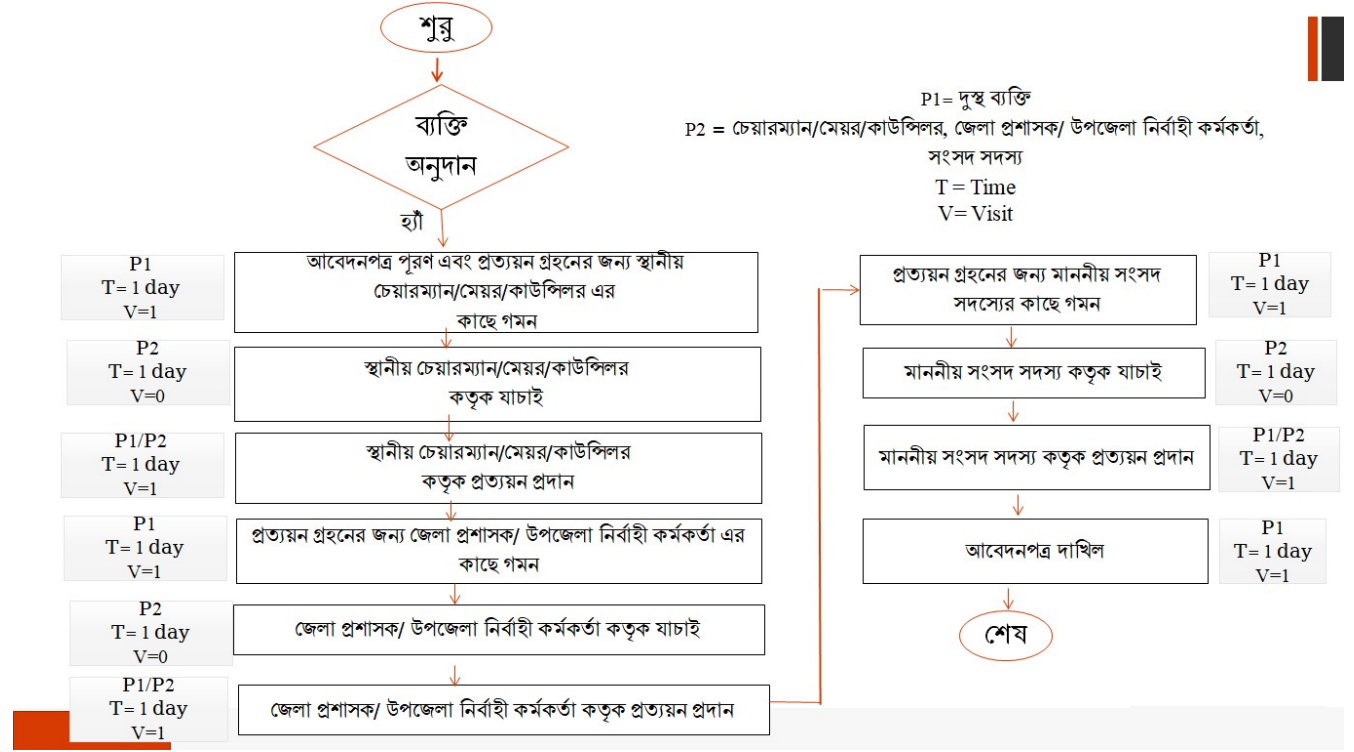 শুরু
ব্যক্তি
অনুদান
হ্যাঁ
P1= দুস্থ ব্যক্তি
P2 = চেয়ারম্যান/মেয়র/কাউন্সিলর, জেলা প্রশাসক/ উপজেলা নির্বাহী কর্মকর্তা,
সংসদ সদস্য
T = Time
V= Visit
P1
T= 1 day
V=1
আবেদনপত্র পূরণ এবং প্রত্যয়ন গ্রহনের জন্য স্থানীয়
চেয়ারম্যান/মেয়র/কাউন্সিলর এর
কাছে গমন
P2
T= 1 day
V=0
স্থানীয় চেয়ারম্যান/মেয়র/কাউন্সিলর
কতৃক যাচাই
P1/P2
T= 1 day
V=1
স্থানীয় চেয়ারম্যান/মেয়র/কাউন্সিলর
কতৃক প্রত্যয়ন প্রদান
P1
T= 1 day
V=1
প্রত্যয়ন গ্রহনের জন্য জেলা প্রশাসক/ উপজেলা নির্বাহী কর্মকর্তা এর
কাছে গমন
P2
T= 1 day
V=0
জেলা প্রশাসক/ উপজেলা নির্বাহী কর্মকর্তা কতৃক যাচাই
P1/P2
T= 1 day
V=1
জেলা প্রশাসক/ উপজেলা নির্বাহী কর্মকর্তা কতৃক প্রত্যয়ন প্রদান
প্রত্যয়ন গ্রহনের জন্য মাননীয় সংসদ
সদস্যের কাছে গমন
P1
T= 1 day
V=1
মাননীয় সংসদ সদস্য কতৃক যাচাই
P2
T= 1 day
V=0
মাননীয় সংসদ সদস্য কতৃক প্রত্যয়ন প্রদান
P1/P2
T= 1 day
V=1
আবেদনপত্র দাখিল
P1
T= 1 day
V=1
শেষ